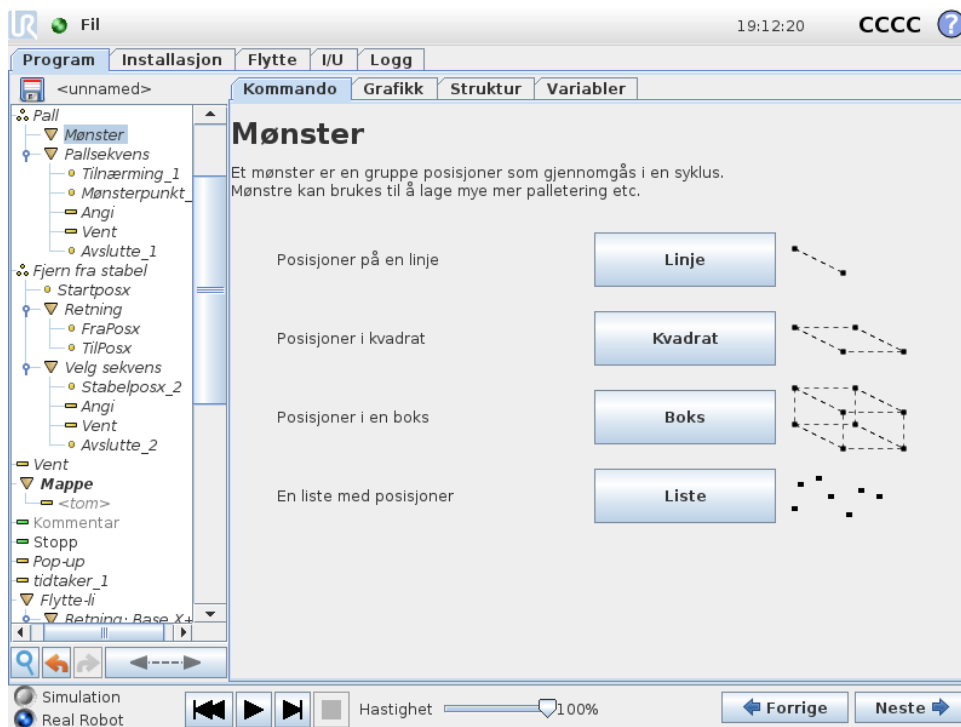 UR Fil 19:12:20 CCCC ?
Program Installasjon Flytte I/U Logg
<unnamed>
Kommando Grafikk Struktur Variabler
Pall
Mønster
Pallsekvens
Tilnærming_1
Mønsterpunkt_
Angi
Vent
Avslutte_1
Fjern fra stabel
Startposx
Retning
FraPosx
TilPosx
Velg sekvens
Stabelposx_2
Angi
Vent
Avslutte_2
Vent
Mappe
<tom>
Kommentar
Stopp
Pop-up
tidtaker_1
Flytte-li
Retning: Base X+
Mønster
Et mønster er en gruppe posisjoner som gjennomgås i en syklus.
Mønstre kan brukes til å lage mye mer palletering etc.
Posisjoner på en linje Linje
Posisjoner i kvadrat Kvadrat
Posisjoner i en boks Boks
En liste med posisjoner Liste
Simulation
Real Robot
Hastighet 100%
Forrige Neste